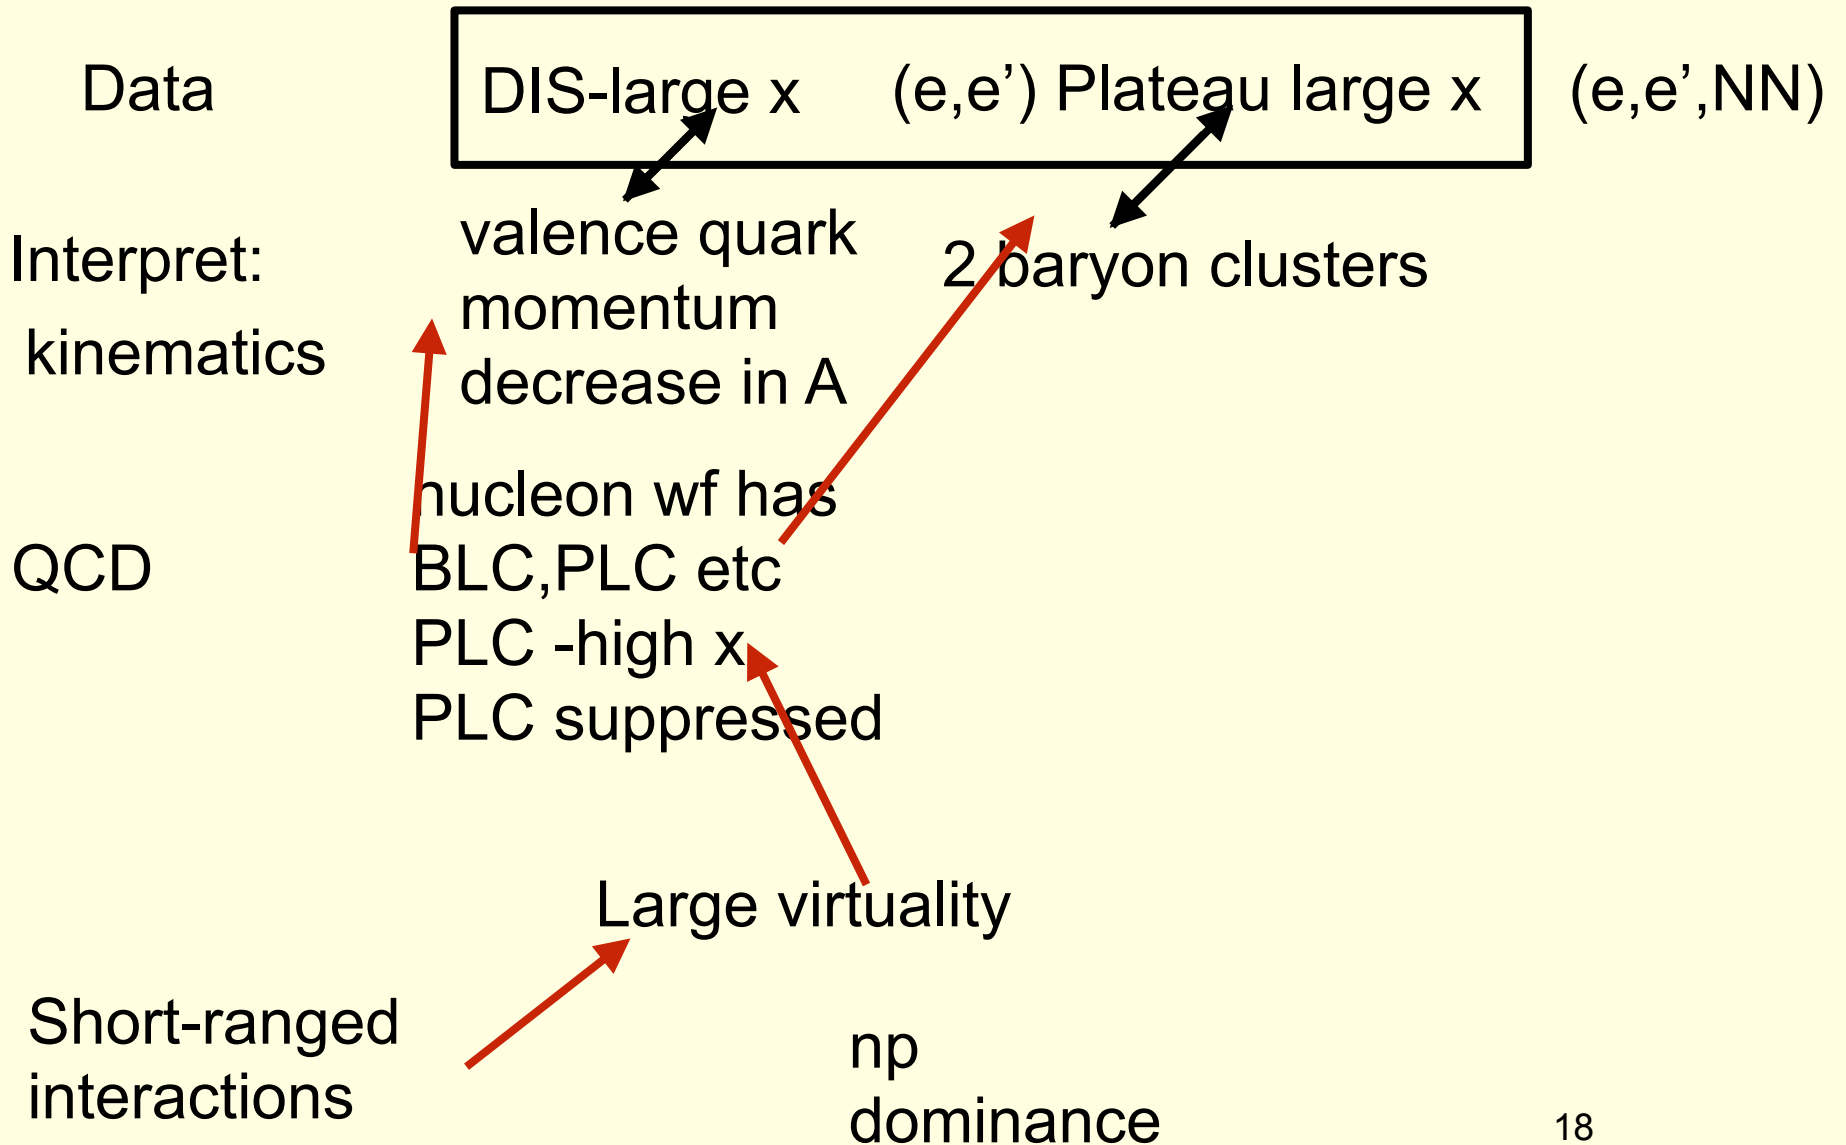 Data DIS-large x (e,e’) Plateau large x (e,e’,NN)
Interpret:
kinematics
valence quark
momentum
decrease in A
2 baryon clusters
QCD
nucleon wf has
BLC,PLC etc
PLC -high x
PLC suppressed
Large virtuality
Short-ranged
interactions
np
dominance
18